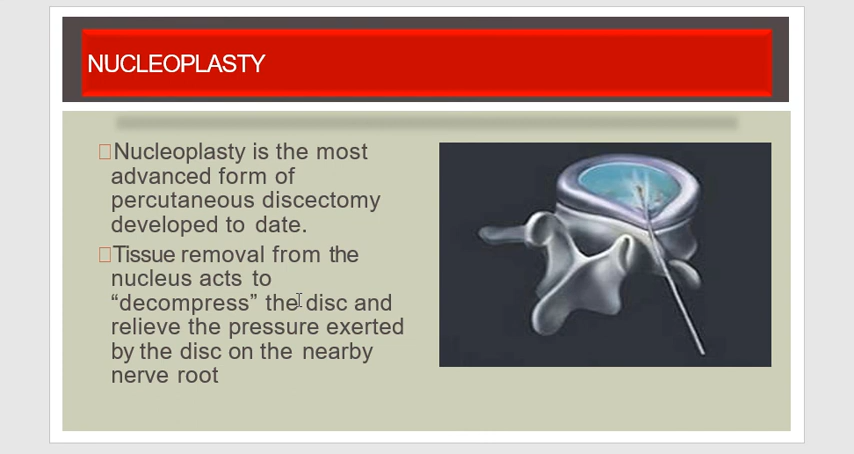 NUCLEOPLASTY
Nucleoplasty is the most
advanced form of
percutaneous discectomy
developed to date.
Tissue removal from the
nucleus acts to
“decompress” the disc and
relieve the pressure exerted
by the disc on the nearby
nerve root